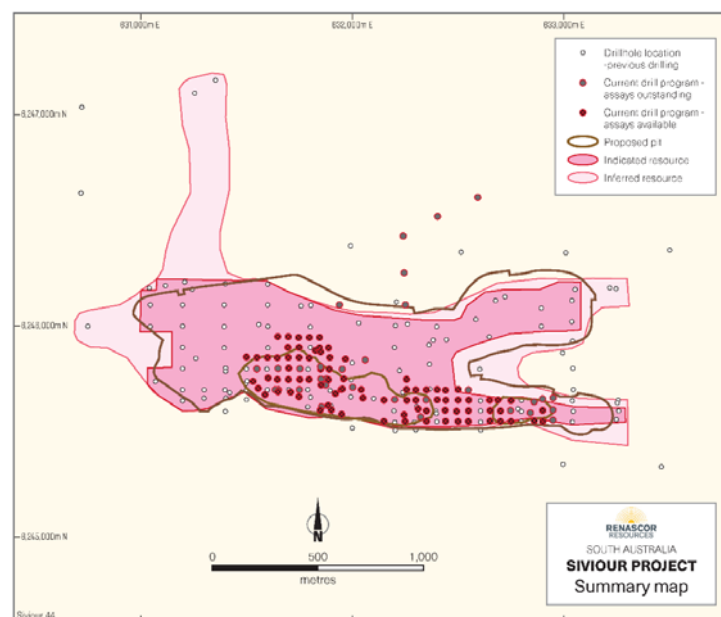 631,000m E
632,000m E
633,000m E
6,247,000m N
6,246,000m N
6,245,000m N
Drillhole location
-previous drilling
Current drill program -
assays outstanding
Current drill program -
assays available
Proposed pit
Indicated resource
Inferred resource
N
0
500
1,000
metres
RENASCOR
RESOURCES
SOUTH AUSTRALIA
SIVIOUR PROJECT
Summary map
Siviour